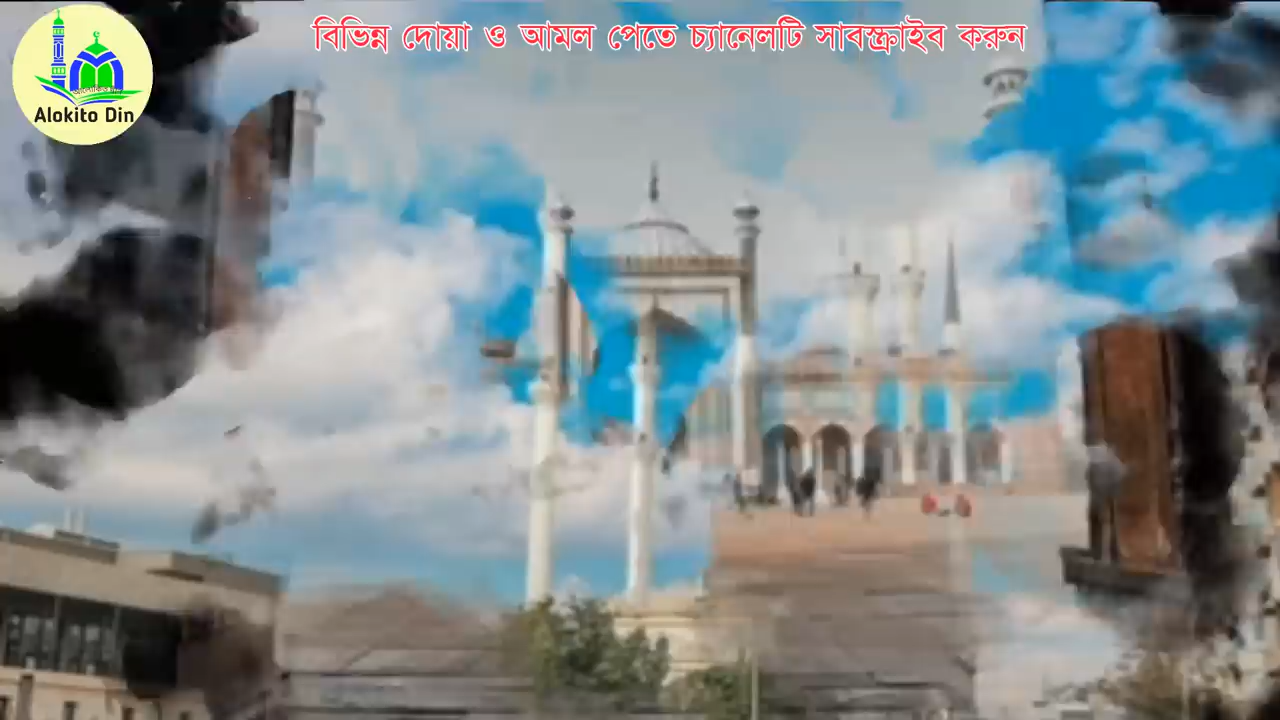 বিভিন্ন দোয়া ও আমল পেতে চ্যানেলটি সাবস্ক্রাইব করুন
Alokito Din